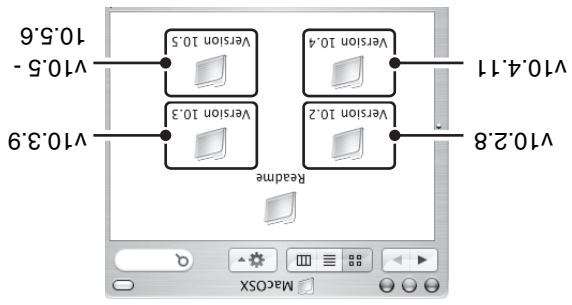 MacOSX
Readme
v10.2.8
Version 10.2
Version 10.3
v10.3.9
v10.4.11
Version 10.4
Version 10.5
v10.5 -
10.5.6